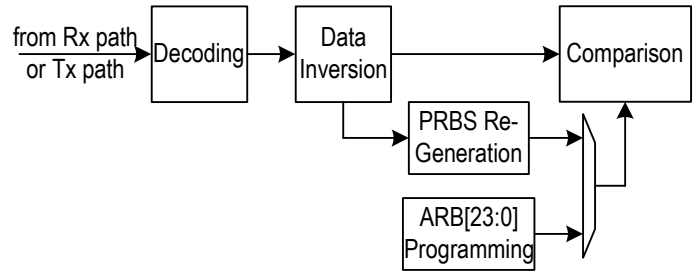 from Rx path
or Tx path
Decoding
Data
Inversion
Comparison
PRBS Re-
Generation
ARB[23:0]
Programming